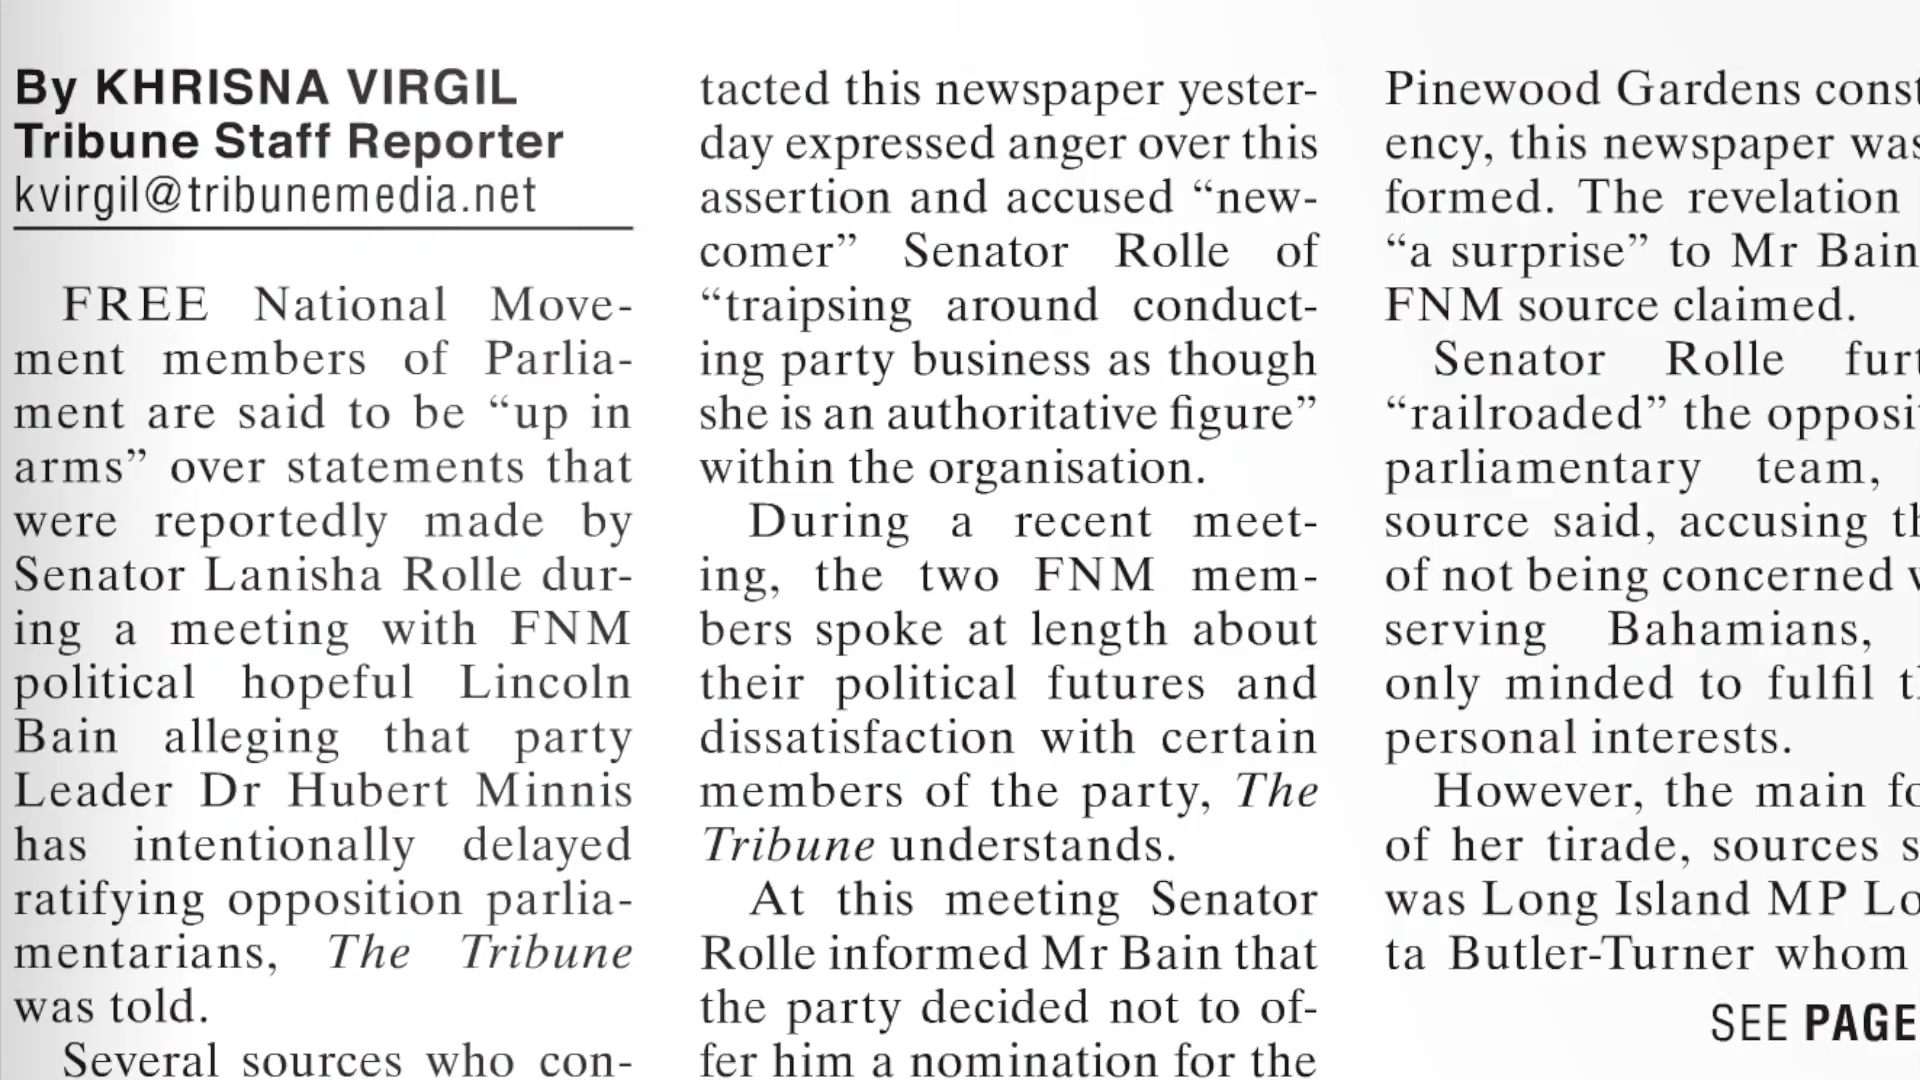 By KHRISNA VIRGIL
Tribune Staff Reporter
kvirgil@tribunemedia.net
FREE National Move-
ment members of Parlia-
ment are said to be “up in
arms” over statements that
were reportedly made by
Senator Lanisha Rolle dur-
ing a meeting with FNM
political hopeful Lincoln
Bain alleging that party
Leader Dr Hubert Minnis
has intentionally delayed
ratifying opposition parlia-
mentarians, The Tribune
was told.
Several sources who con-
tacted this newspaper yester-
day expressed anger over this
assertion and accused “new-
comer” Senator Rolle of
“traipsing around conduct-
ing party business as though
she is an authoritative figure”
within the organisation.
During a recent meet-
ing, the two FNM mem-
bers spoke at length about
their political futures and
dissatisfaction with certain
members of the party, The
Tribune understands.
At this meeting Senator
Rolle informed Mr Bain that
the party decided not to of-
fer him a nomination for the
Pinewood Gardens const
ency, this newspaper was
formed. The revelation
“a surprise” to Mr Bain
FNM source claimed.
Senator Rolle furt
“railroaded” the opposi
parliamentary team,
source said, accusing th
of not being concerned
serving Bahamians,
only minded to fulfil t
personal interests.
However, the main fo
of her tirade, sources s
was Long Island MP Lo
ta Butler-Turner whom
SEE PAGE